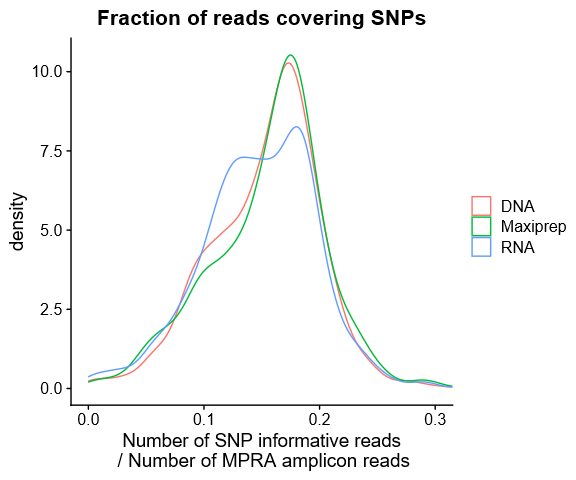 Fraction of reads covering SNPs
density
10.0
7.5
5.0
2.5
0.0
0.0
0.1
0.2
0.3
Number of SNP informative reads
/ Number of MPRA amplicon reads
DNA
Maxiprep
RNA